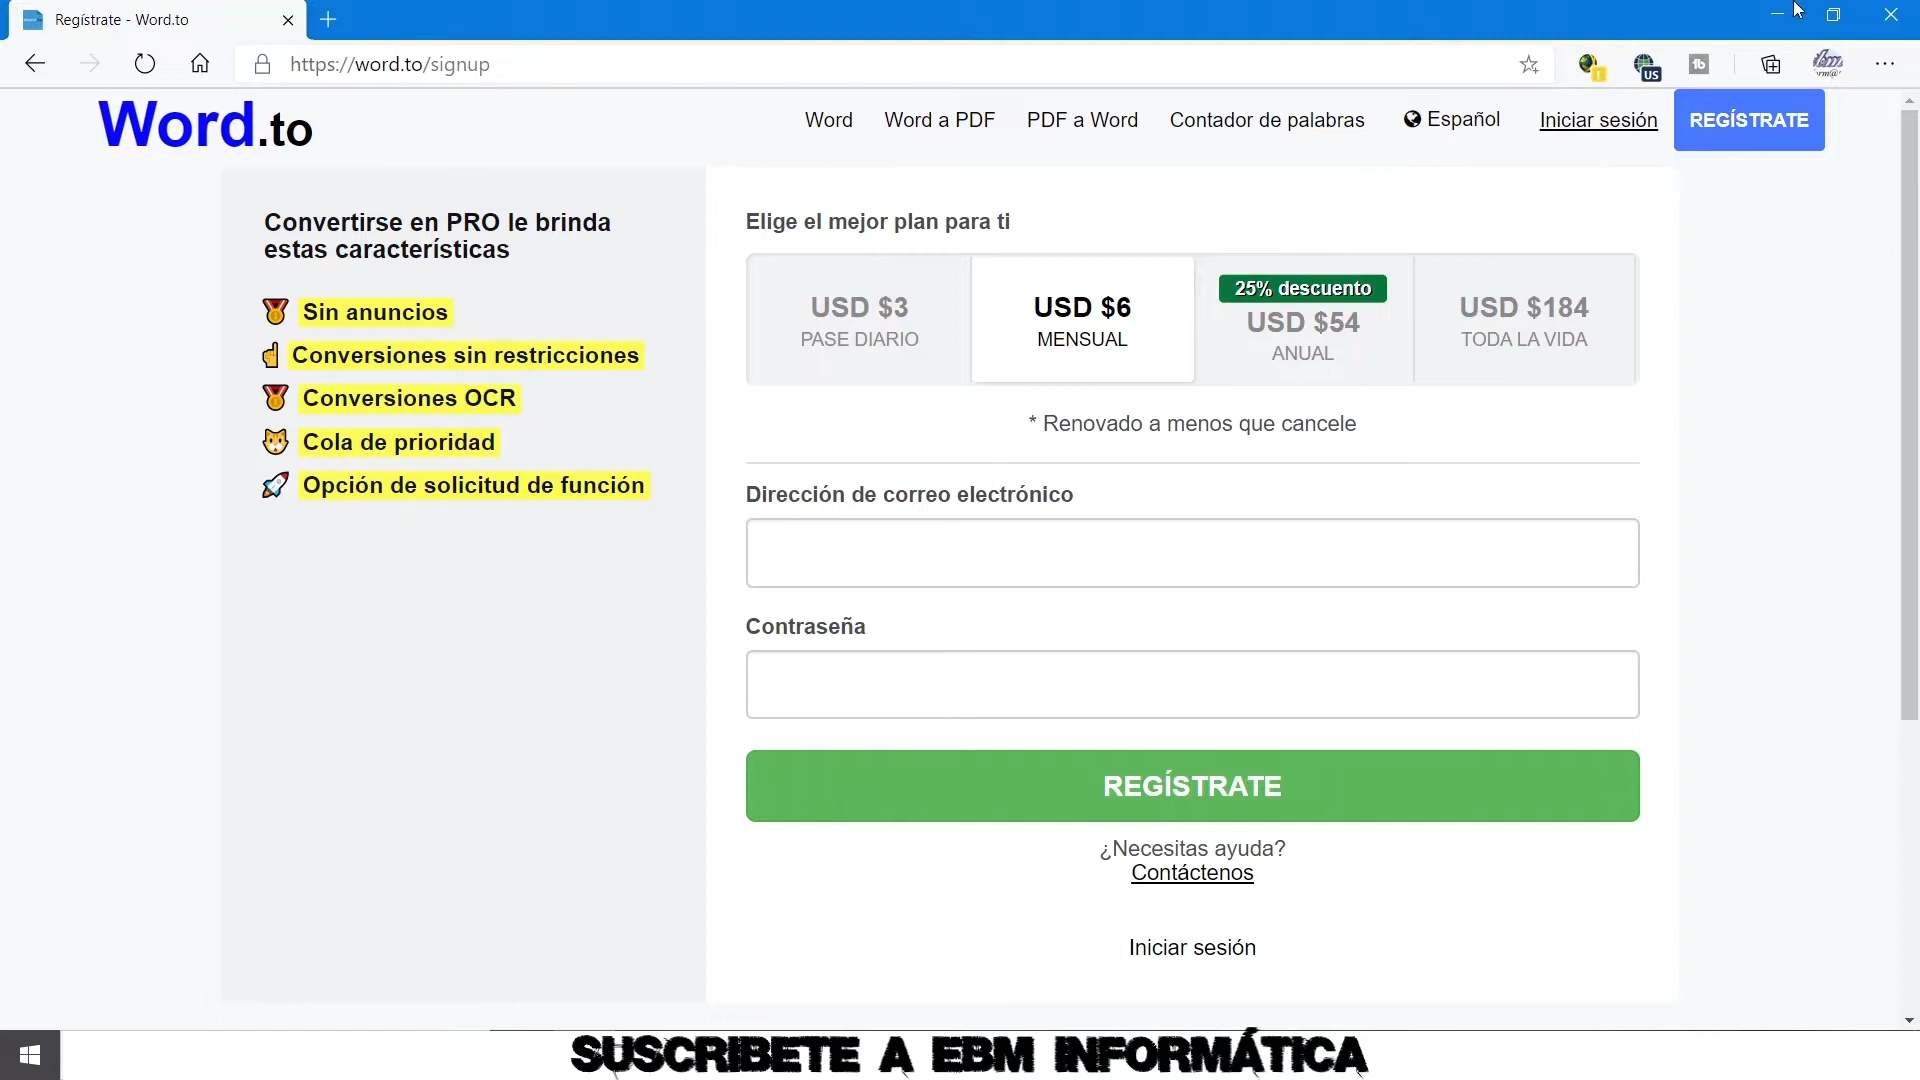 Regístrate - Word.to
https://word.to/signup
US
Word.to
Word
Word a PDF
PDF a Word
Contador de palabras
Español
Iniciar sesión
REGÍSTRATE
Convertirse en PRO le brinda
estas características
Sin anuncios
Conversiones sin restricciones
Conversiones OCR
Cola de prioridad
Opción de solicitud de función
Elige el mejor plan para ti
USD $3
PASE DIARIO
USD $6
MENSUAL
25% descuento
USD $54
ANUAL
USD $184
TODA LA VIDA
* Renovado a menos que cancele
Dirección de correo electrónico
Contraseña
REGÍSTRATE
¿Necesitas ayuda?
Contáctenos
Iniciar sesión
SUSCRIBETE A EBM INFORMÁTICA